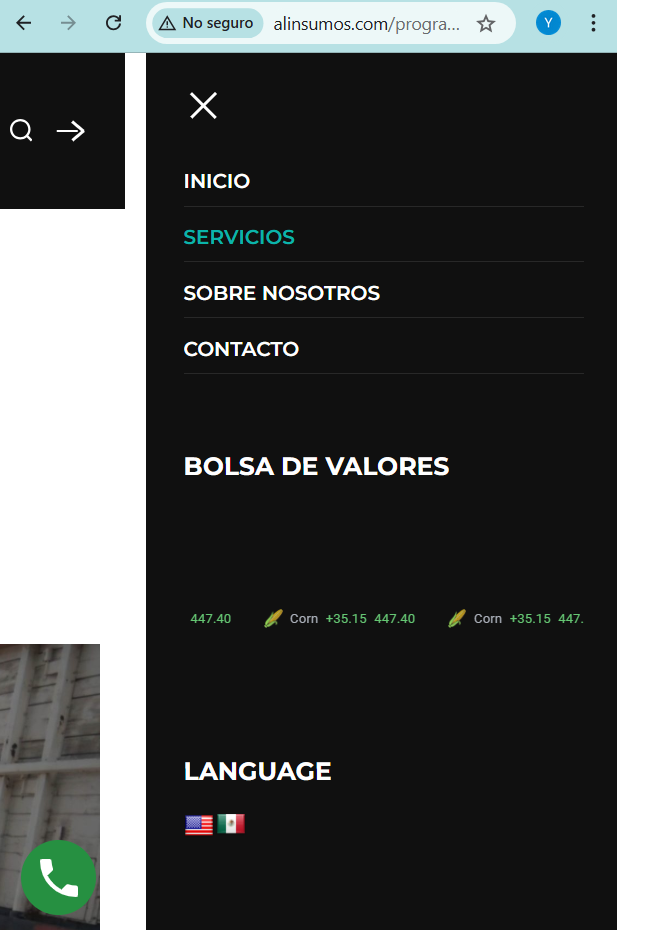 No seguro alinsumos.com/progra...
Y
INICIO
SERVICIOS
SOBRE NOSOTROS
CONTACTO
BOLSA DE VALORES
447.40 Corn +35.15 447.40 Corn +35.15 447.
LANGUAGE